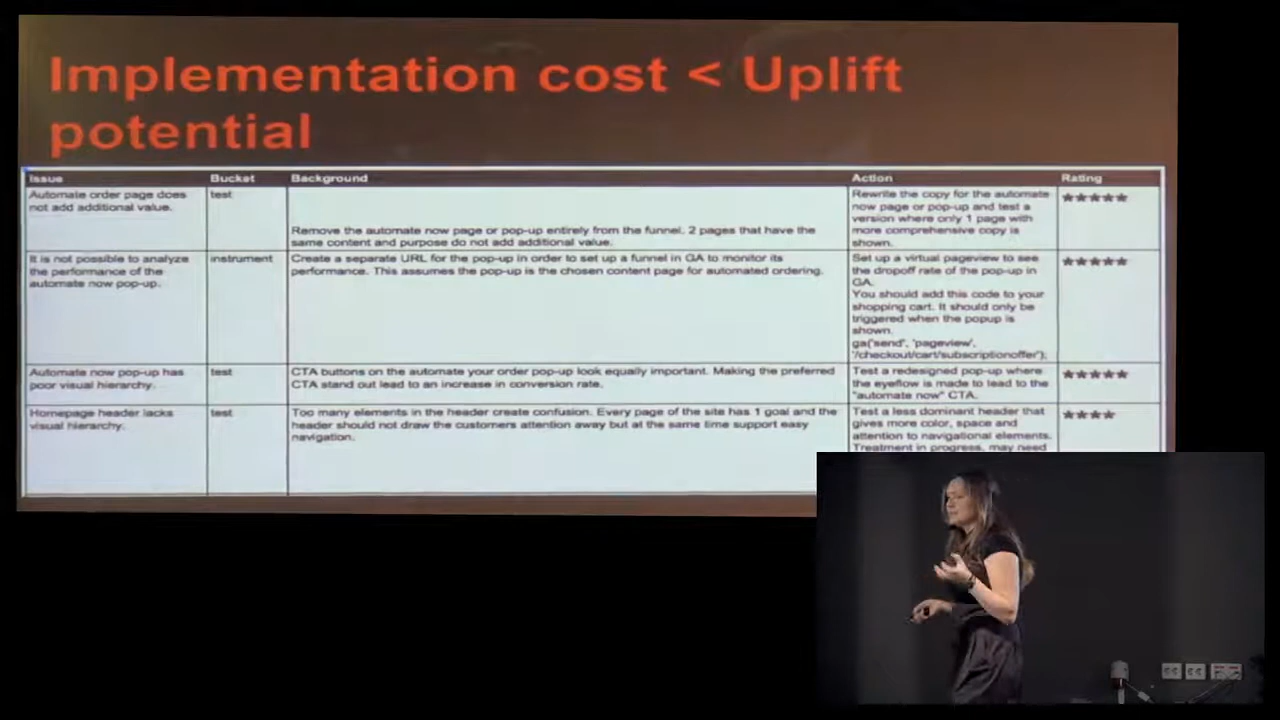 Implementation cost < Uplift
potential
Issue Bucket Background Action Rating
Automate order page does
not add additional value.
test
Remove the automate now page or pop-up entirely from the funnel. 2 pages that have the
same content and purpose do not add additional value.
Rewrite the copy for the automate
now page or pop-up and test a
version where only 1 page with
more comprehensive copy is
shown.
★★★★★
It is not possible to analyze
the performance of the
automate now pop-up.
instrument
Create a separate URL for the pop-up in order to set up a funnel in GA to monitor its
performance. This assumes the pop-up is the chosen content page for automated ordering.
Set up a virtual pageview to see
the dropoff rate of the pop-up in
GA.
You should add this code to your
shopping cart. It should only be
triggered when the popup is
shown.
ga('send', 'pageview',
'/checkout/cart/subscriptionoffer');
★★★★★
Automate now pop-up has
poor visual hierarchy.
test
CTA buttons on the automate your order pop-up look equally important. Making the preferred
CTA stand out lead to an increase in conversion rate.
Test a redesigned pop-up where
the eyeflow is made to lead to the
"automate now" CTA.
★★★★★
Homepage header lacks
visual hierarchy.
test
Too many elements in the header create confusion. Every page of the site has 1 goal and the
header should not draw the customers attention away but at the same time support easy
navigation.
Test a less dominant header that
gives more color, space and
attention to navigational elements.
Treatment in progress, may need
★★★★